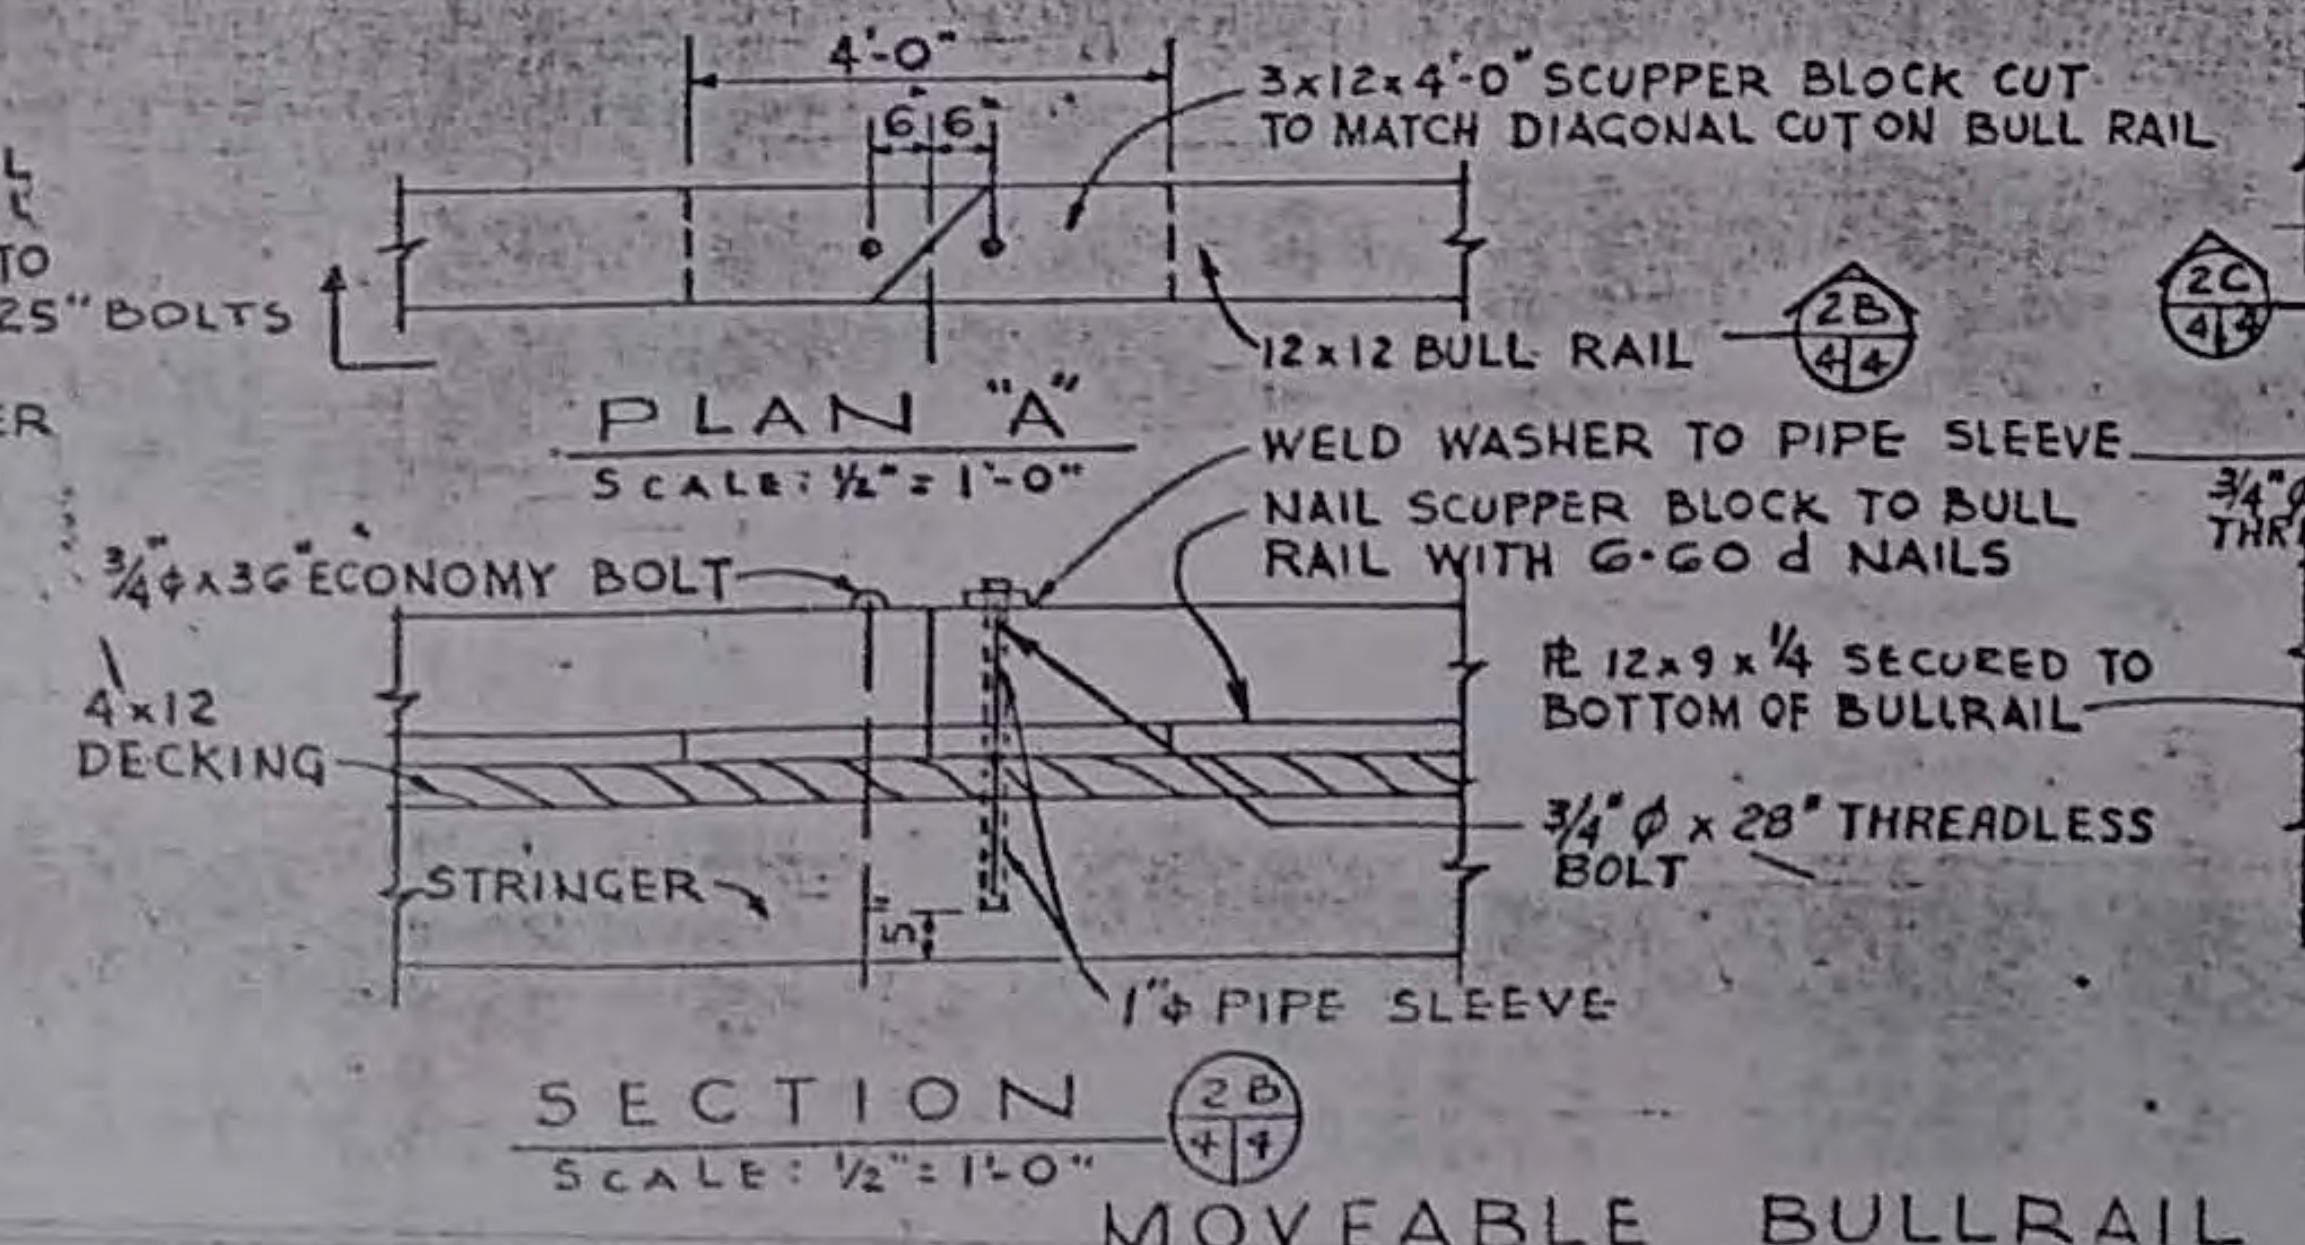 4'-0"
6" 6"
3x12x4'-0" SCUPPER BLOCK CUT
TO MATCH DIAGONAL CUT ON BULL RAIL
L
TO
25" BOLTS
ER
12x12 BULL RAIL
2B
4 4
2C
4 4
PLAN "A"
SCALE: ½" = 1'-0"
WELD WASHER TO PIPE SLEEVE
NAIL SCUPPER BLOCK TO BULL
RAIL WITH 6-60 d NAILS
¾" φ
THR
¾" φ x 36" ECONOMY BOLT
4x12
DECKING
STRINGER
5"
℄ 12x9x¼ SECURED TO
BOTTOM OF BULLRAIL
¾" φ x 28" THREADLESS
BOLT
1" φ PIPE SLEEVE
SECTION
2B
4 4
SCALE: ½" = 1'-0"
MOVEABLE BULLRAIL